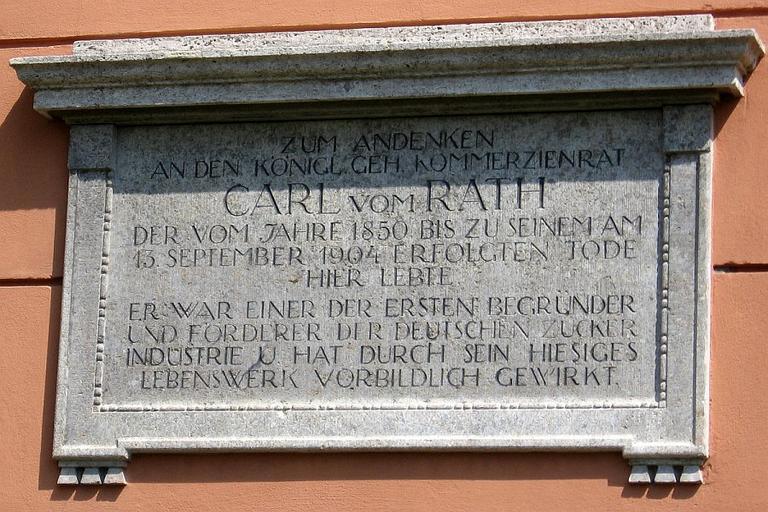 ZUM ANDENKEN
AN DEN KÖNIGL. GEH. KOMMERZIENRAT
CARL VOM RATH
DER VOM JAHRE 1850 BIS ZU SEINEM AM
13. SEPTEMBER 1904 ERFOLGTEN TODE
HIER LEBTE
ER WAR EINER DER ERSTEN BEGRÜNDER
UND FÖRDERER DER DEUTSCHEN ZUCKER
INDUSTRIE U. HAT DURCH SEIN HIESIGES
LEBENSWERK VORBILDLICH GEWIRKT.